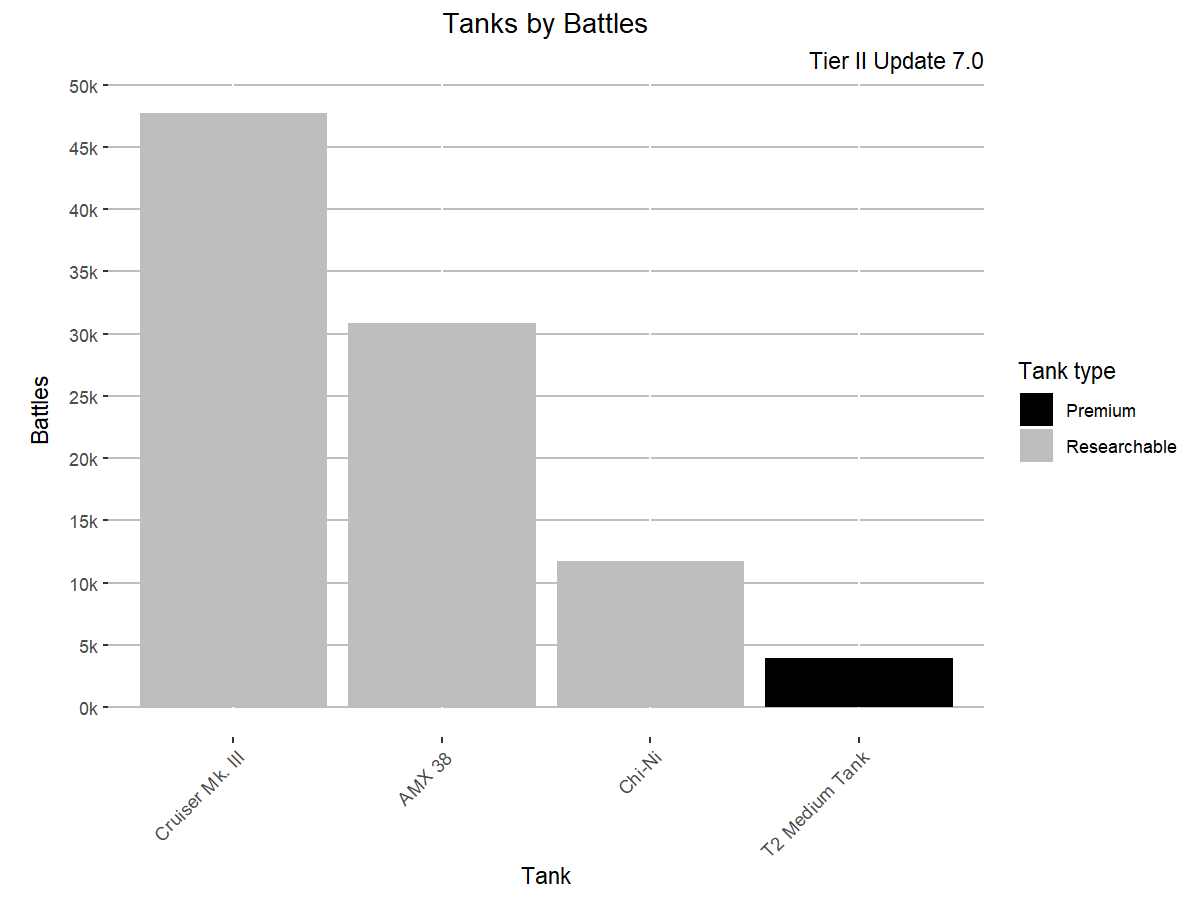 Tanks by Battles
Tier II Update 7.0
50k
45k
40k
35k
30k
25k
20k
15k
10k
5k
0k
Battles
Cruiser Mk. III
AMX 38
Chi-Ni
T2 Medium Tank
Tank
Tank type
Premium
Researchable